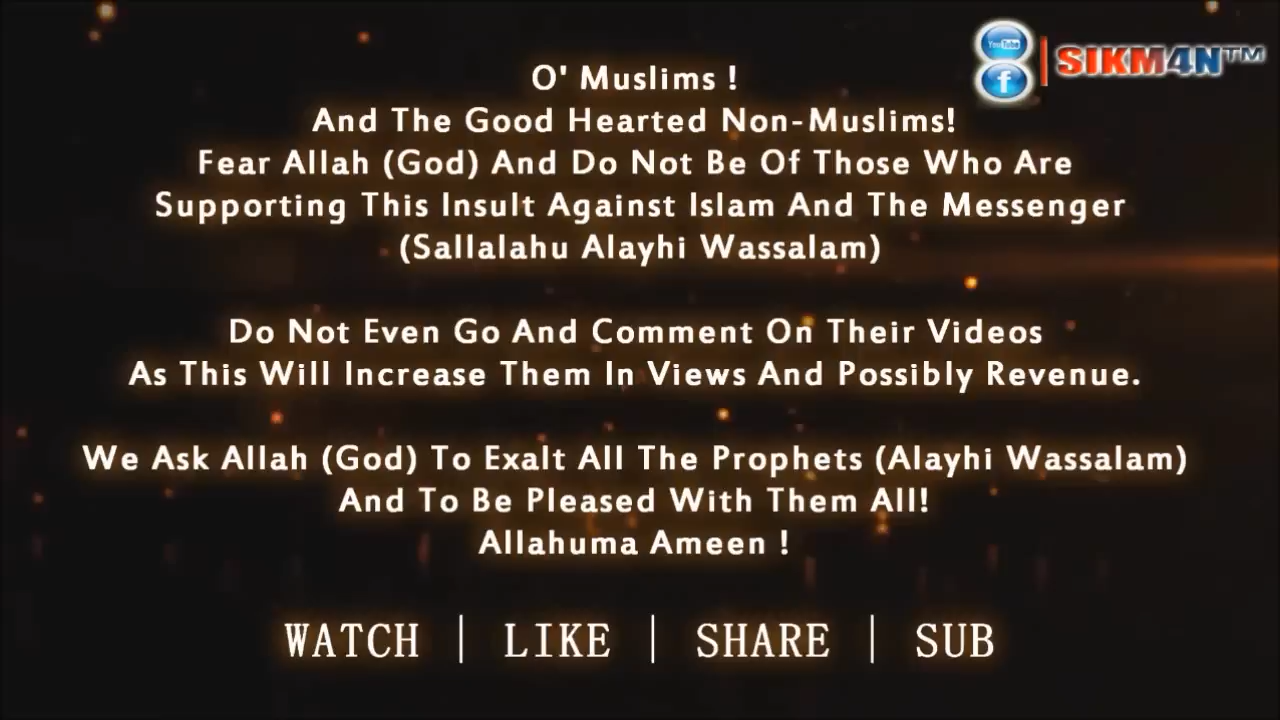 YouTube
f
SIKM4N™
O' Muslims !
And The Good Hearted Non-Muslims!
Fear Allah (God) And Do Not Be Of Those Who Are
Supporting This Insult Against Islam And The Messenger
(Sallalahu Alayhi Wassalam)
Do Not Even Go And Comment On Their Videos
As This Will Increase Them In Views And Possibly Revenue.
We Ask Allah (God) To Exalt All The Prophets (Alayhi Wassalam)
And To Be Pleased With Them All!
Allahuma Ameen !
WATCH | LIKE | SHARE | SUB